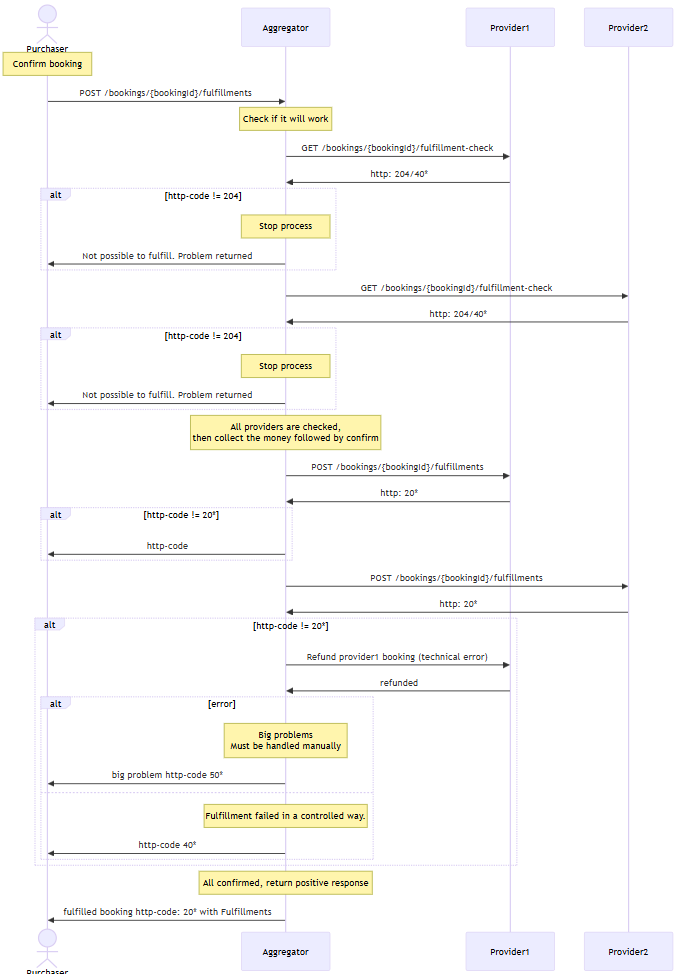 Aggregator
Provider1
Provider2
Purchaser
Confirm booking
POST /bookings/{bookingId}/fulfillments
Check if it will work
GET /bookings/{bookingId}/fulfillment-check
http: 204/40*
alt
[http-code != 204]
Stop process
Not possible to fulfill. Problem returned
GET /bookings/{bookingId}/fulfillment-check
http: 204/40*
alt
[http-code != 204]
Stop process
Not possible to fulfill. Problem returned
All providers are checked,
then collect the money followed by confirm
POST /bookings/{bookingId}/fulfillments
http: 20*
alt
[http-code != 20*]
http-code
POST /bookings/{bookingId}/fulfillments
http: 20*
alt
[http-code != 20*]
Refund provider1 booking (technical error)
refunded
alt
[error]
Big problems
Must be handled manually
big problem http-code 50*
Fulfillment failed in a controlled way.
http-code 40*
All confirmed, return positive response
fulfilled booking http-code: 20* with Fulfillments
Aggregator
Provider1
Provider2
Purchaser